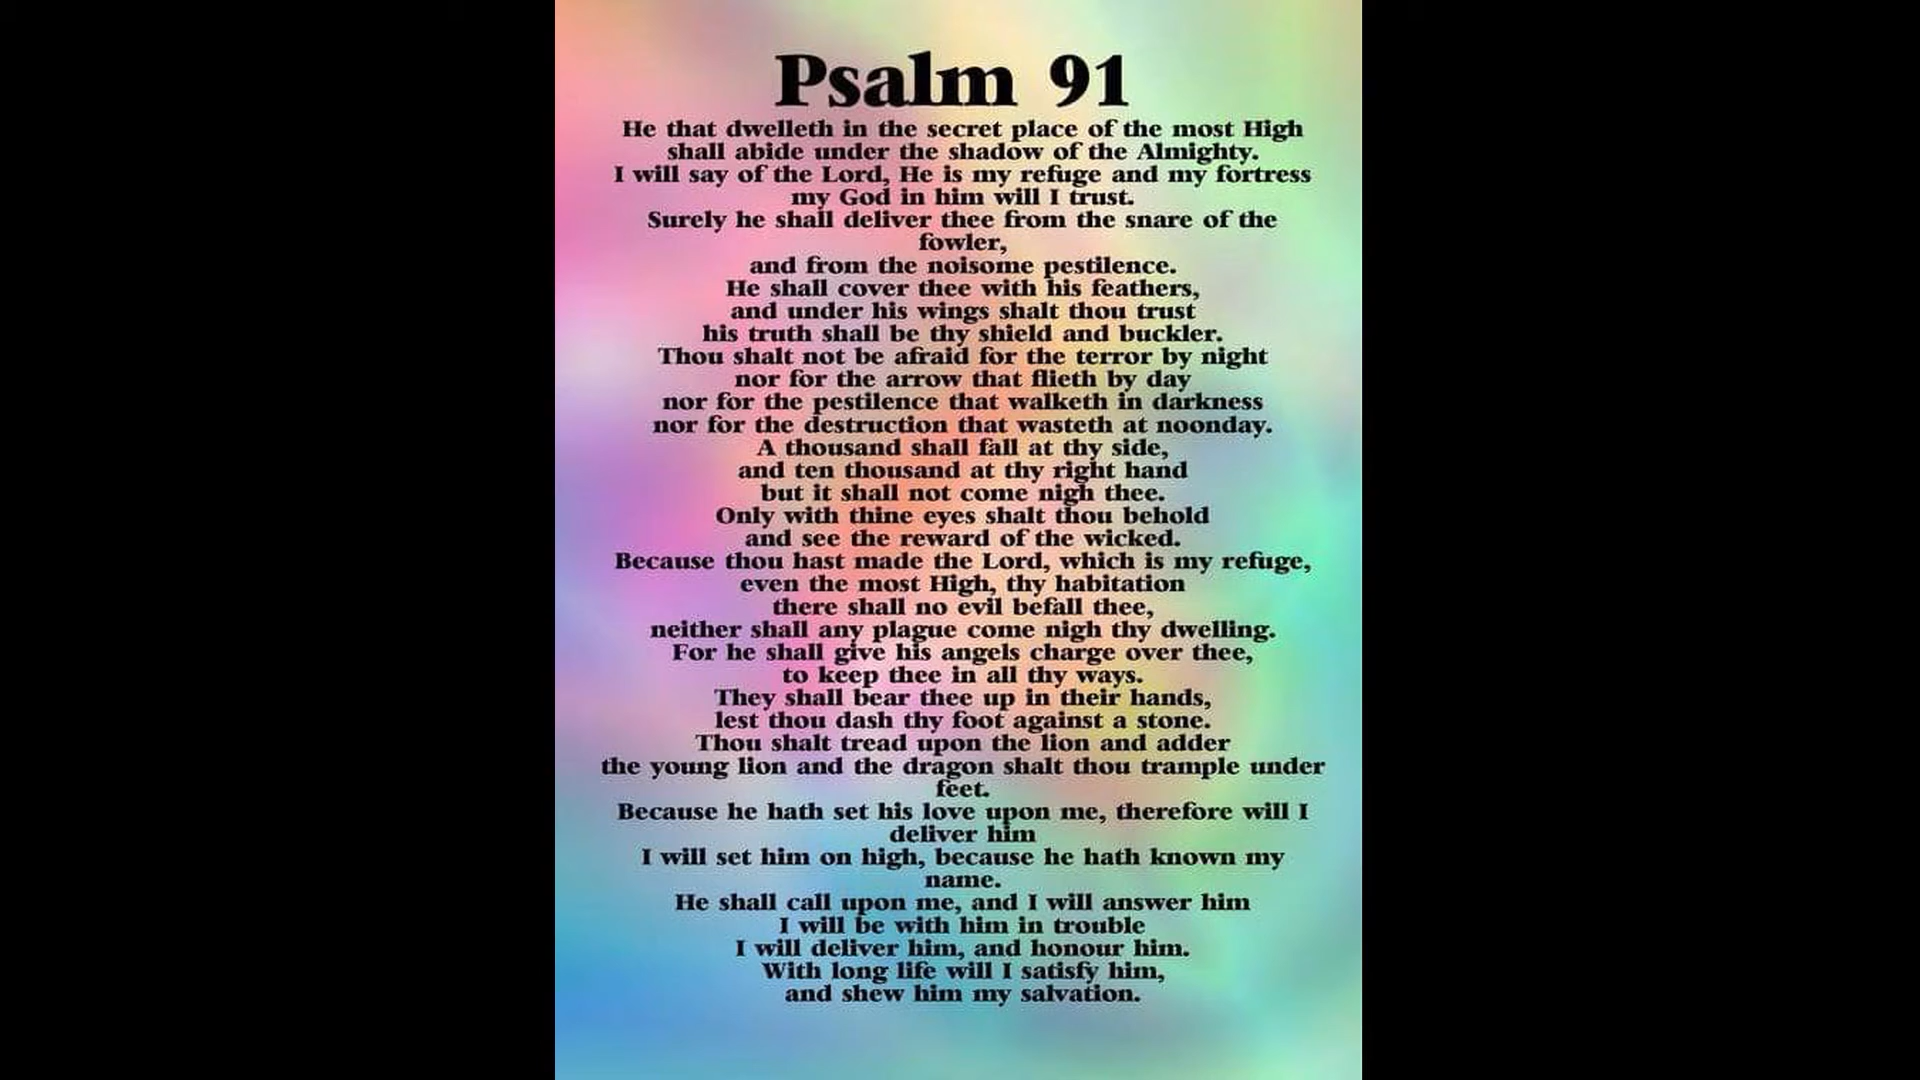 Psalm 91
He that dwelleth in the secret place of the most High
shall abide under the shadow of the Almighty.
I will say of the Lord, He is my refuge and my fortress
my God in him will I trust.
Surely he shall deliver thee from the snare of the
fowler,
and from the noisome pestilence.
He shall cover thee with his feathers,
and under his wings shalt thou trust
his truth shall be thy shield and buckler.
Thou shalt not be afraid for the terror by night
nor for the arrow that flieth by day
nor for the pestilence that walketh in darkness
nor for the destruction that wasteth at noonday.
A thousand shall fall at thy side,
and ten thousand at thy right hand
but it shall not come nigh thee.
Only with thine eyes shalt thou behold
and see the reward of the wicked.
Because thou hast made the Lord, which is my refuge,
even the most High, thy habitation
there shall no evil befall thee,
neither shall any plague come nigh thy dwelling.
For he shall give his angels charge over thee,
to keep thee in all thy ways.
They shall bear thee up in their hands,
lest thou dash thy foot against a stone.
Thou shalt tread upon the lion and adder
the young lion and the dragon shalt thou trample under
feet.
Because he hath set his love upon me, therefore will I
deliver him
I will set him on high, because he hath known my
name.
He shall call upon me, and I will answer him
I will be with him in trouble
I will deliver him, and honour him.
With long life will I satisfy him,
and shew him my salvation.